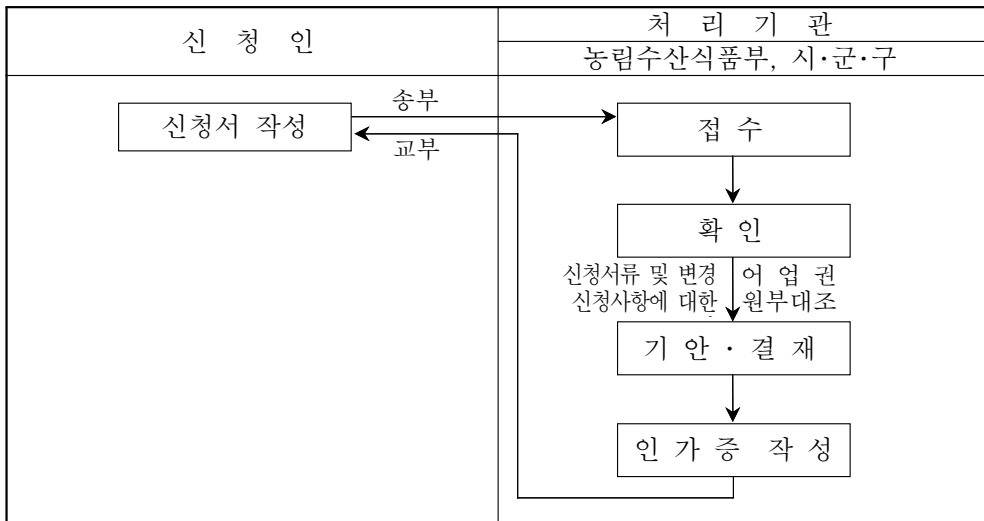 신 청 인
처 리 기 관
농림수산식품부, 시·군·구
송부
신청서 작성
접 수
교부
확 인
신청서류 및 변경 어 업 권
신청사항에 대한 원부대조
기 안 · 결 재
인 가 증 작 성